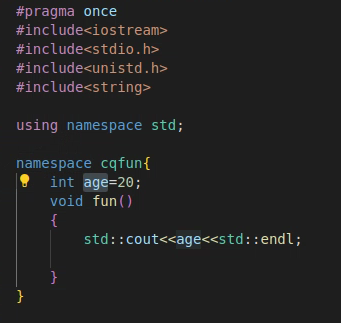 #pragma once
#include<iostream>
#include<stdio.h>
#include<unistd.h>
#include<string>
using namespace std;
namespace cqfun{
int age=20;
void fun()
{
std::cout<<age<<std::endl;
}
}